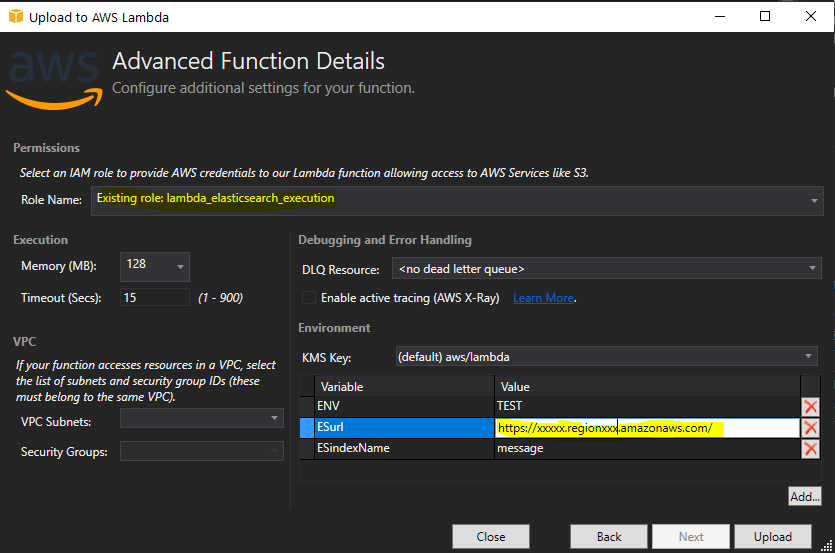 Upload to AWS Lambda
aws
Advanced Function Details
Configure additional settings for your function.
Permissions
Select an IAM role to provide AWS credentials to our Lambda function allowing access to AWS Services like S3.
Role Name: Existing role: lambda_elasticsearch_execution
Execution
Memory (MB): 128
Timeout (Secs): 15 (1 - 900)
VPC
If your function accesses resources in a VPC, select
the list of subnets and security group IDs (these
must belong to the same VPC).
VPC Subnets:
Security Groups:
Debugging and Error Handling
DLQ Resource: <no dead letter queue>
Enable active tracing (AWS X-Ray) Learn More.
Environment
KMS Key: (default) aws/lambda
Variable Value
ENV TEST
ESurl https://xxxxx.regionxxx.amazonaws.com/
ESindexName message
Add...
Close Back Next Upload